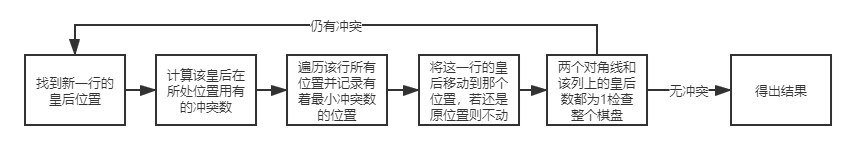 仍有冲突
找到新一行的
皇后位置
计算该皇后在
所处位置用有
的冲突数
遍历该行所有
位置并记录有
着最小冲突数
的位置
将这一行的皇
后移动到那个
位置，若还是
原位置则不动
两个对角线和
该列上的皇后
数都为1检查
整个棋盘
无冲突
得出结果